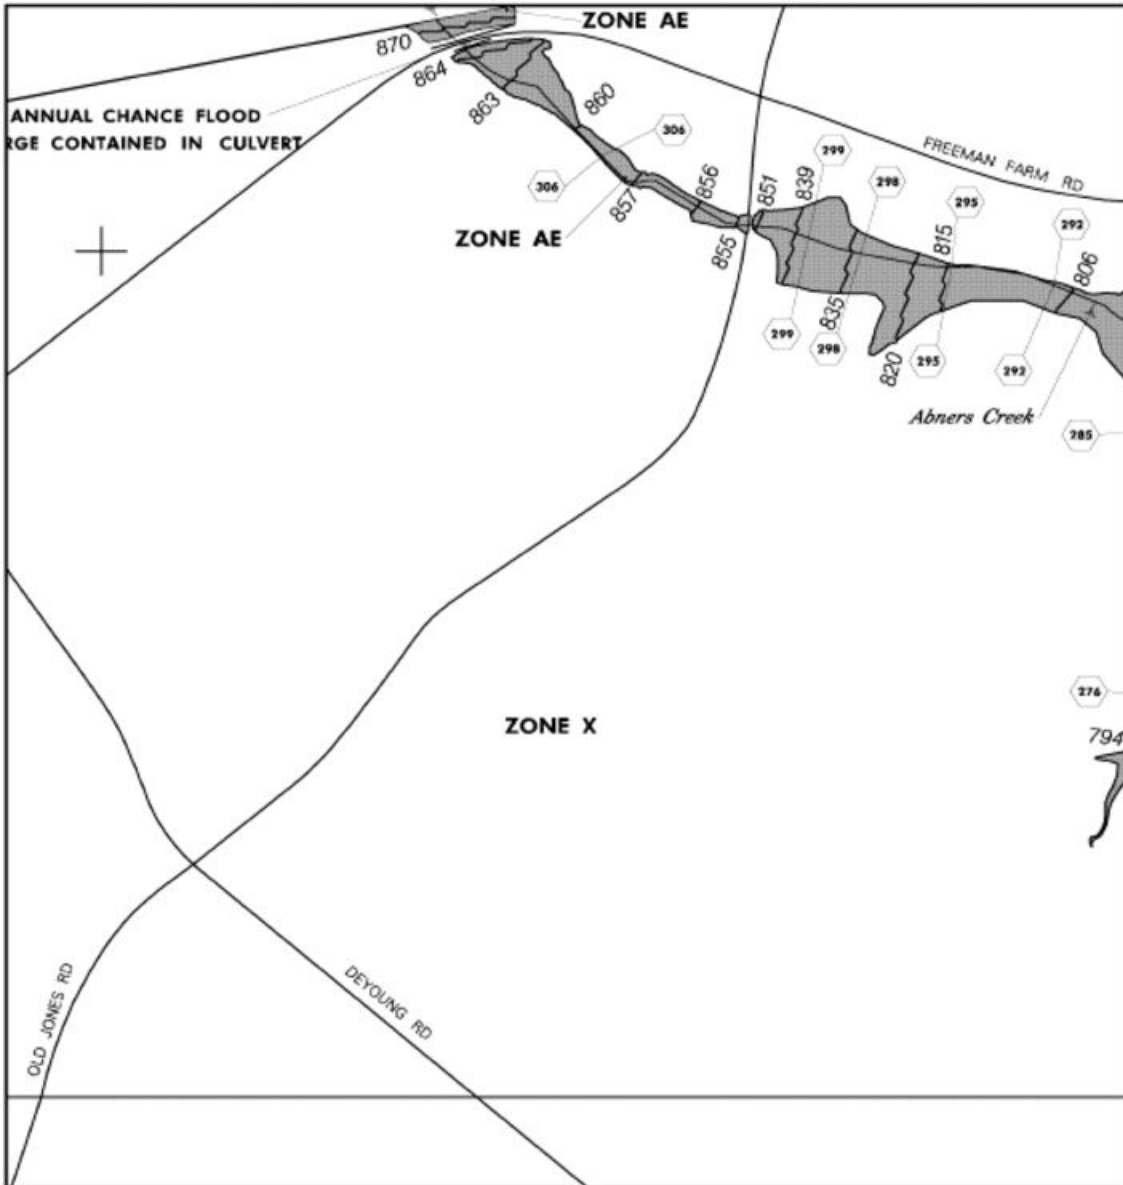 ZONE AE
870
864
ANNUAL CHANCE FLOOD
RGE CONTAINED IN CULVERT
863
860
306
306
857
856
ZONE AE
855
851
839
299
298
FREEMAN FARM RD
295
815
292
806
299
835
298
820
295
292
Abners Creek
285
276
794
ZONE X
OLD JONES RD
DEYOUNG RD